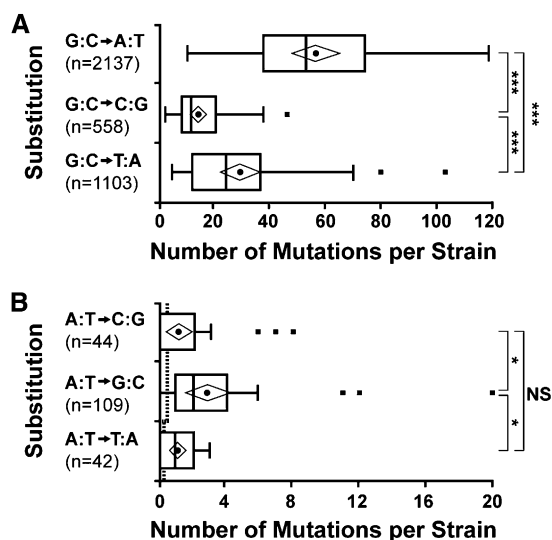 A
Substitution
G:C→A:T
(n=2137)
G:C→C:G
(n=558)
G:C→T:A
(n=1103)
***
***
***
0 20 40 60 80 100 120
Number of Mutations per Strain
B
Substitution
A:T→C:G
(n=44)
A:T→G:C
(n=109)
A:T→T:A
(n=42)
*
*
NS
0 4 8 12 16 20
Number of Mutations per Strain